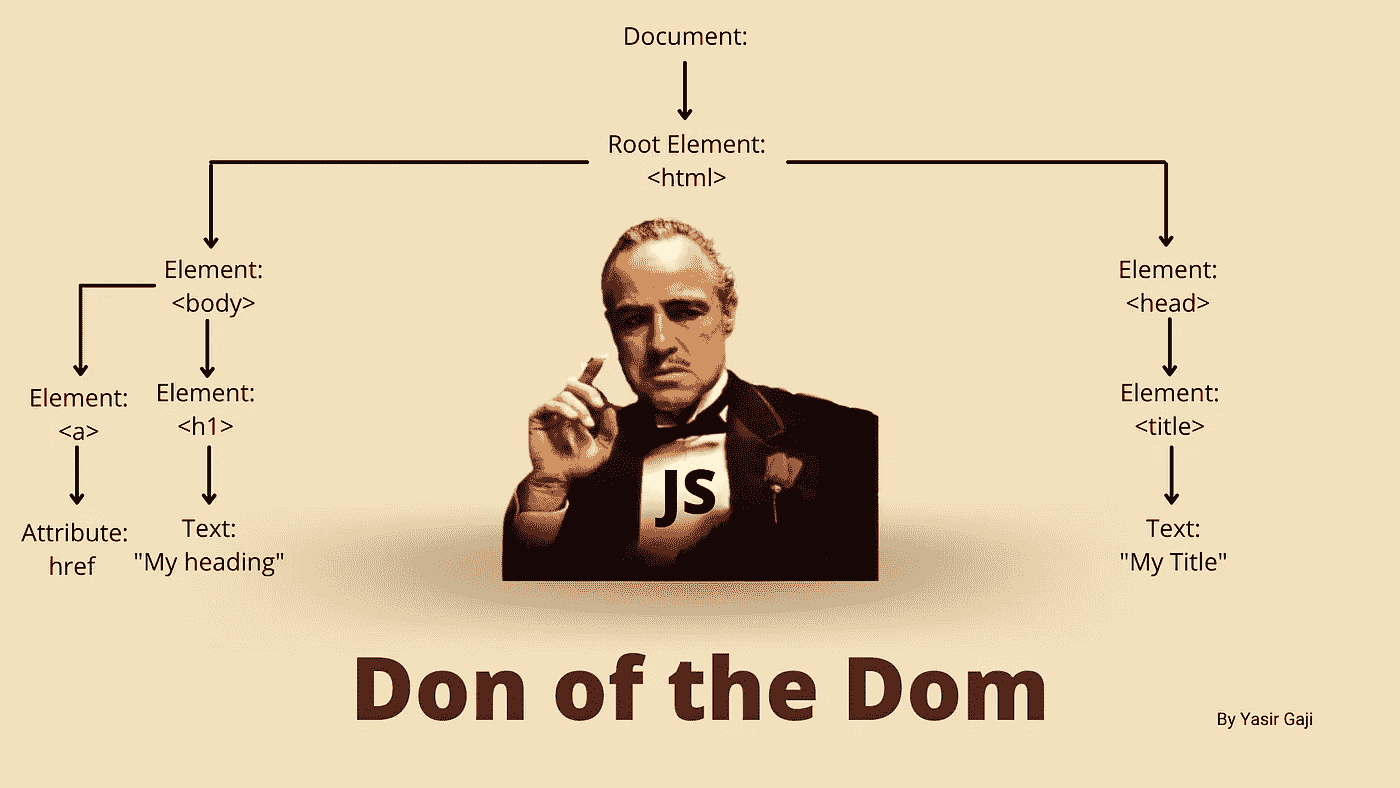 Document:
Root Element:
<html>
Element:
<body>
Element:
<head>
Element:
<a>
Element:
<h1>
Element:
<title>
Attribute:
href
Text:
"My heading"
Text:
"My Title"
JS
Don of the Dom
By Yasir Gaji